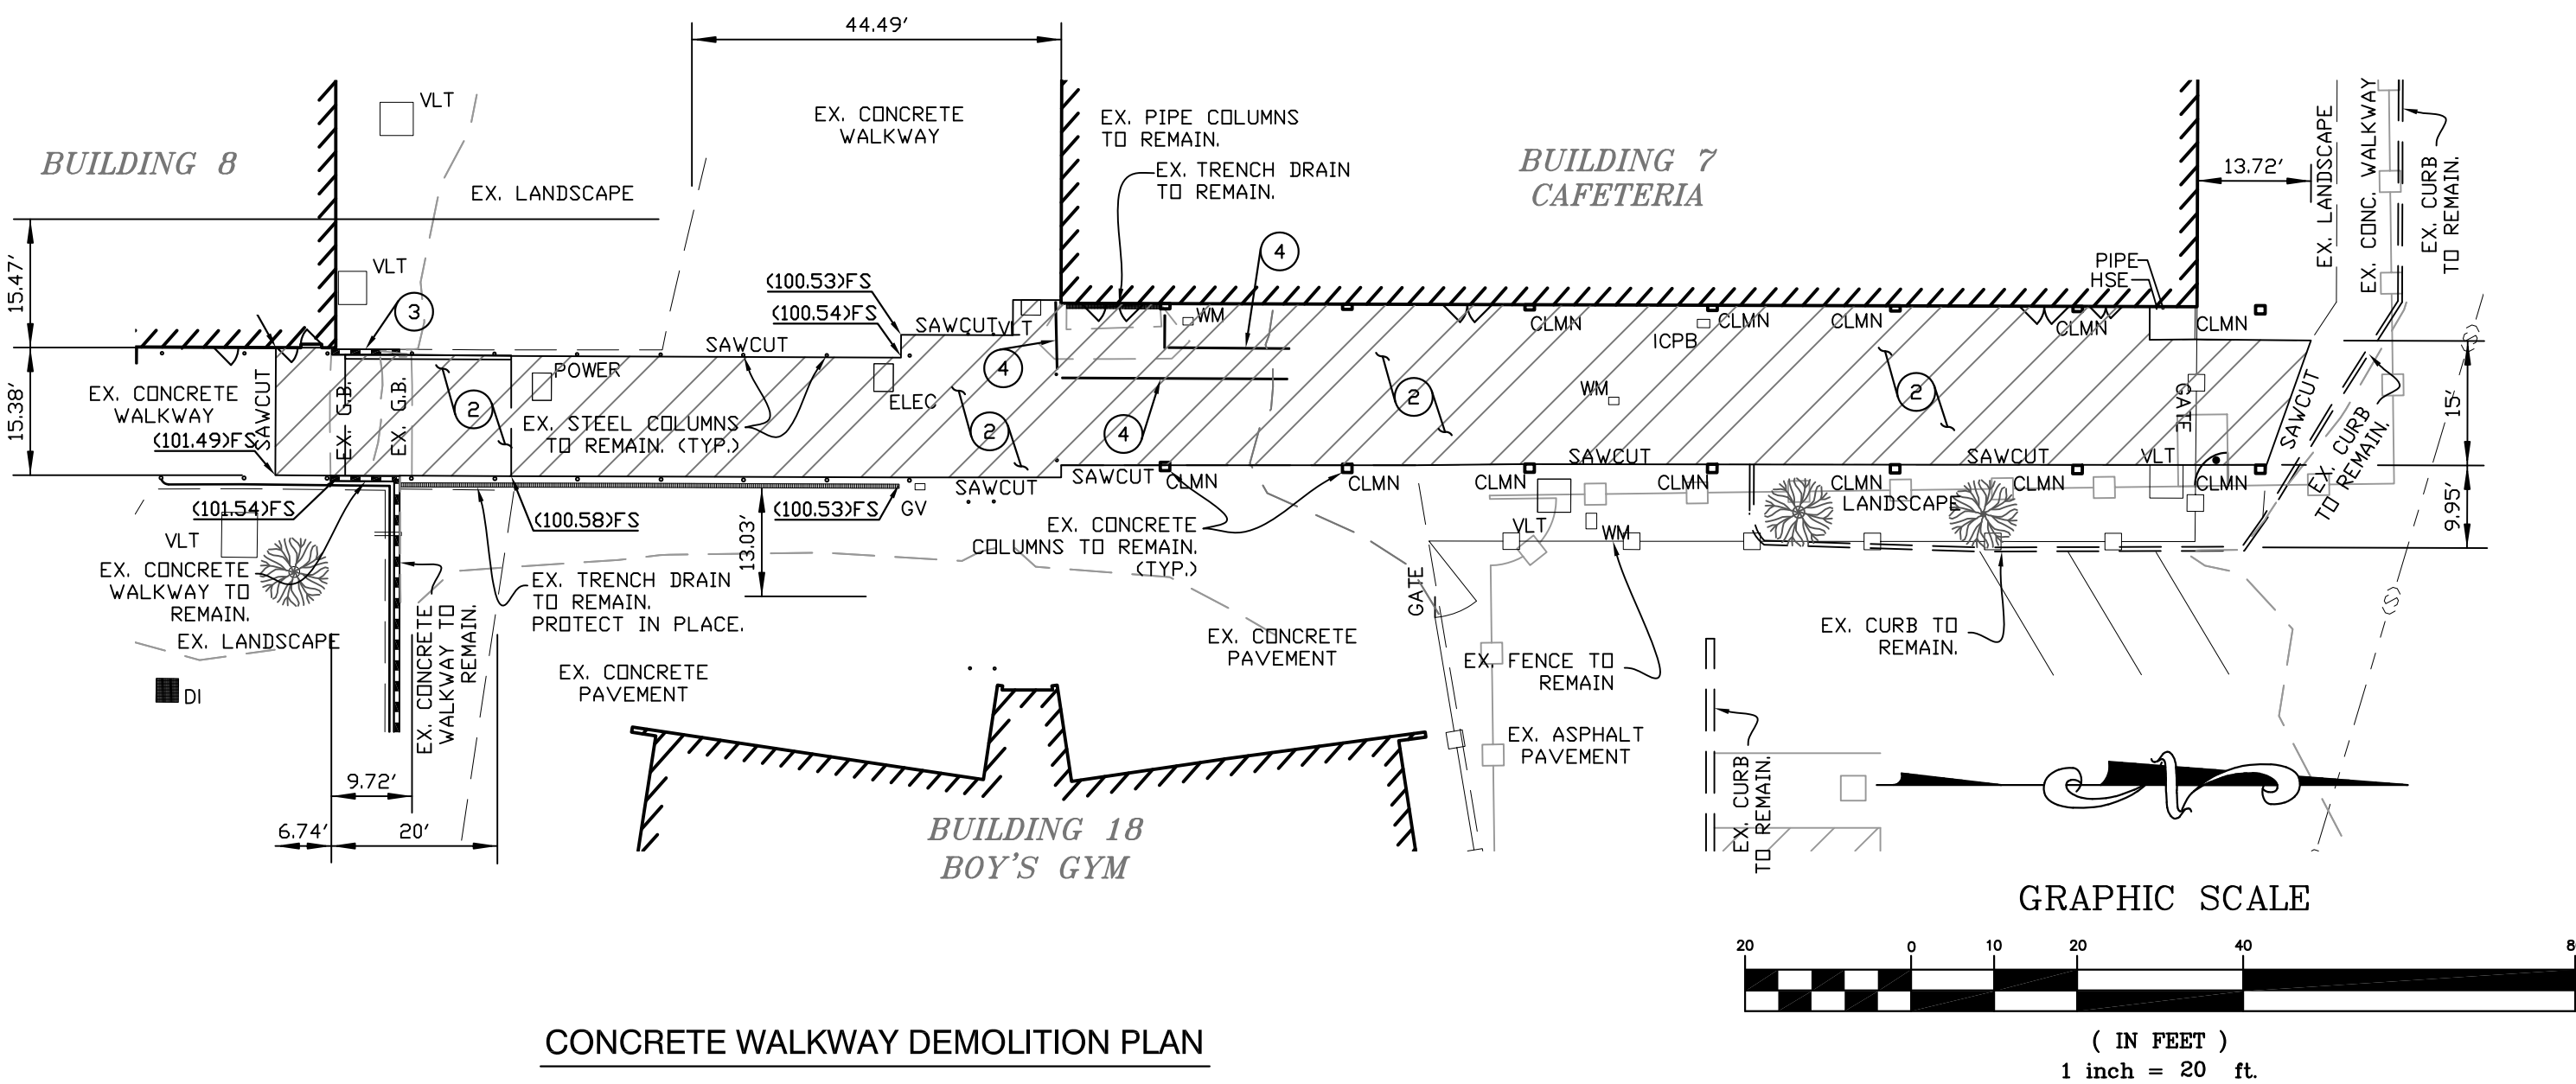 44.49'
VLT
EX. CONCRETE
WALKWAY
EX. PIPE COLUMNS
TO REMAIN.
EX. TRENCH DRAIN
TO REMAIN.
BUILDING 8
BUILDING 7
CAFETERIA
13.72'
EX. LANDSCAPE
EX. CONC. WALKWAY
EX. CURB
TO REMAIN.
EX. LANDSCAPE
15.47'
VLT
3
(100.53)FS
(100.54)FS
SAWCUT
VLT
4
WM
PIPE
HSE
CLMN
ICPB
CLMN
CLMN
CLMN
CLMN
(S)
15.38'
EX. CONCRETE
WALKWAY
SAWCUT
EX. G.B.
EX. G.B.
2
POWER
SAWCUT
ELEC
4
4
2
2
WM
2
GATE
SAWCUT
15'
EX. STEEL COLUMNS
TO REMAIN. (TYP.)
(101.49)FS
(101.54)FS
(100.58)FS
(100.53)FS
GV
SAWCUT
SAWCUT
CLMN
CLMN
CLMN
SAWCUT
CLMN
CLMN
SAWCUT
CLMN
VLT
CLMN
LANDSCAPE
EX. CURB
TO REMAIN.
9.95'
VLT
13.03'
EX. CONCRETE
COLUMNS TO REMAIN.
(TYP.)
VLT
WM
EX. CONCRETE
WALKWAY TO
REMAIN.
EX. TRENCH DRAIN
TO REMAIN.
PROTECT IN PLACE.
GATE
(S)
EX. LANDSCAPE
EX. CONCRETE
WALKWAY TO
REMAIN.
EX. CONCRETE
PAVEMENT
EX. CURB TO
REMAIN.
DI
EX. CONCRETE
PAVEMENT
EX. FENCE TO
REMAIN
EX. ASPHALT
PAVEMENT
EX. CURB
TO REMAIN.
9.72'
6.74'
20'
BUILDING 18
BOY'S GYM
GRAPHIC SCALE
20 0 10 20 40
( IN FEET )
1 inch = 20 ft.
CONCRETE WALKWAY DEMOLITION PLAN